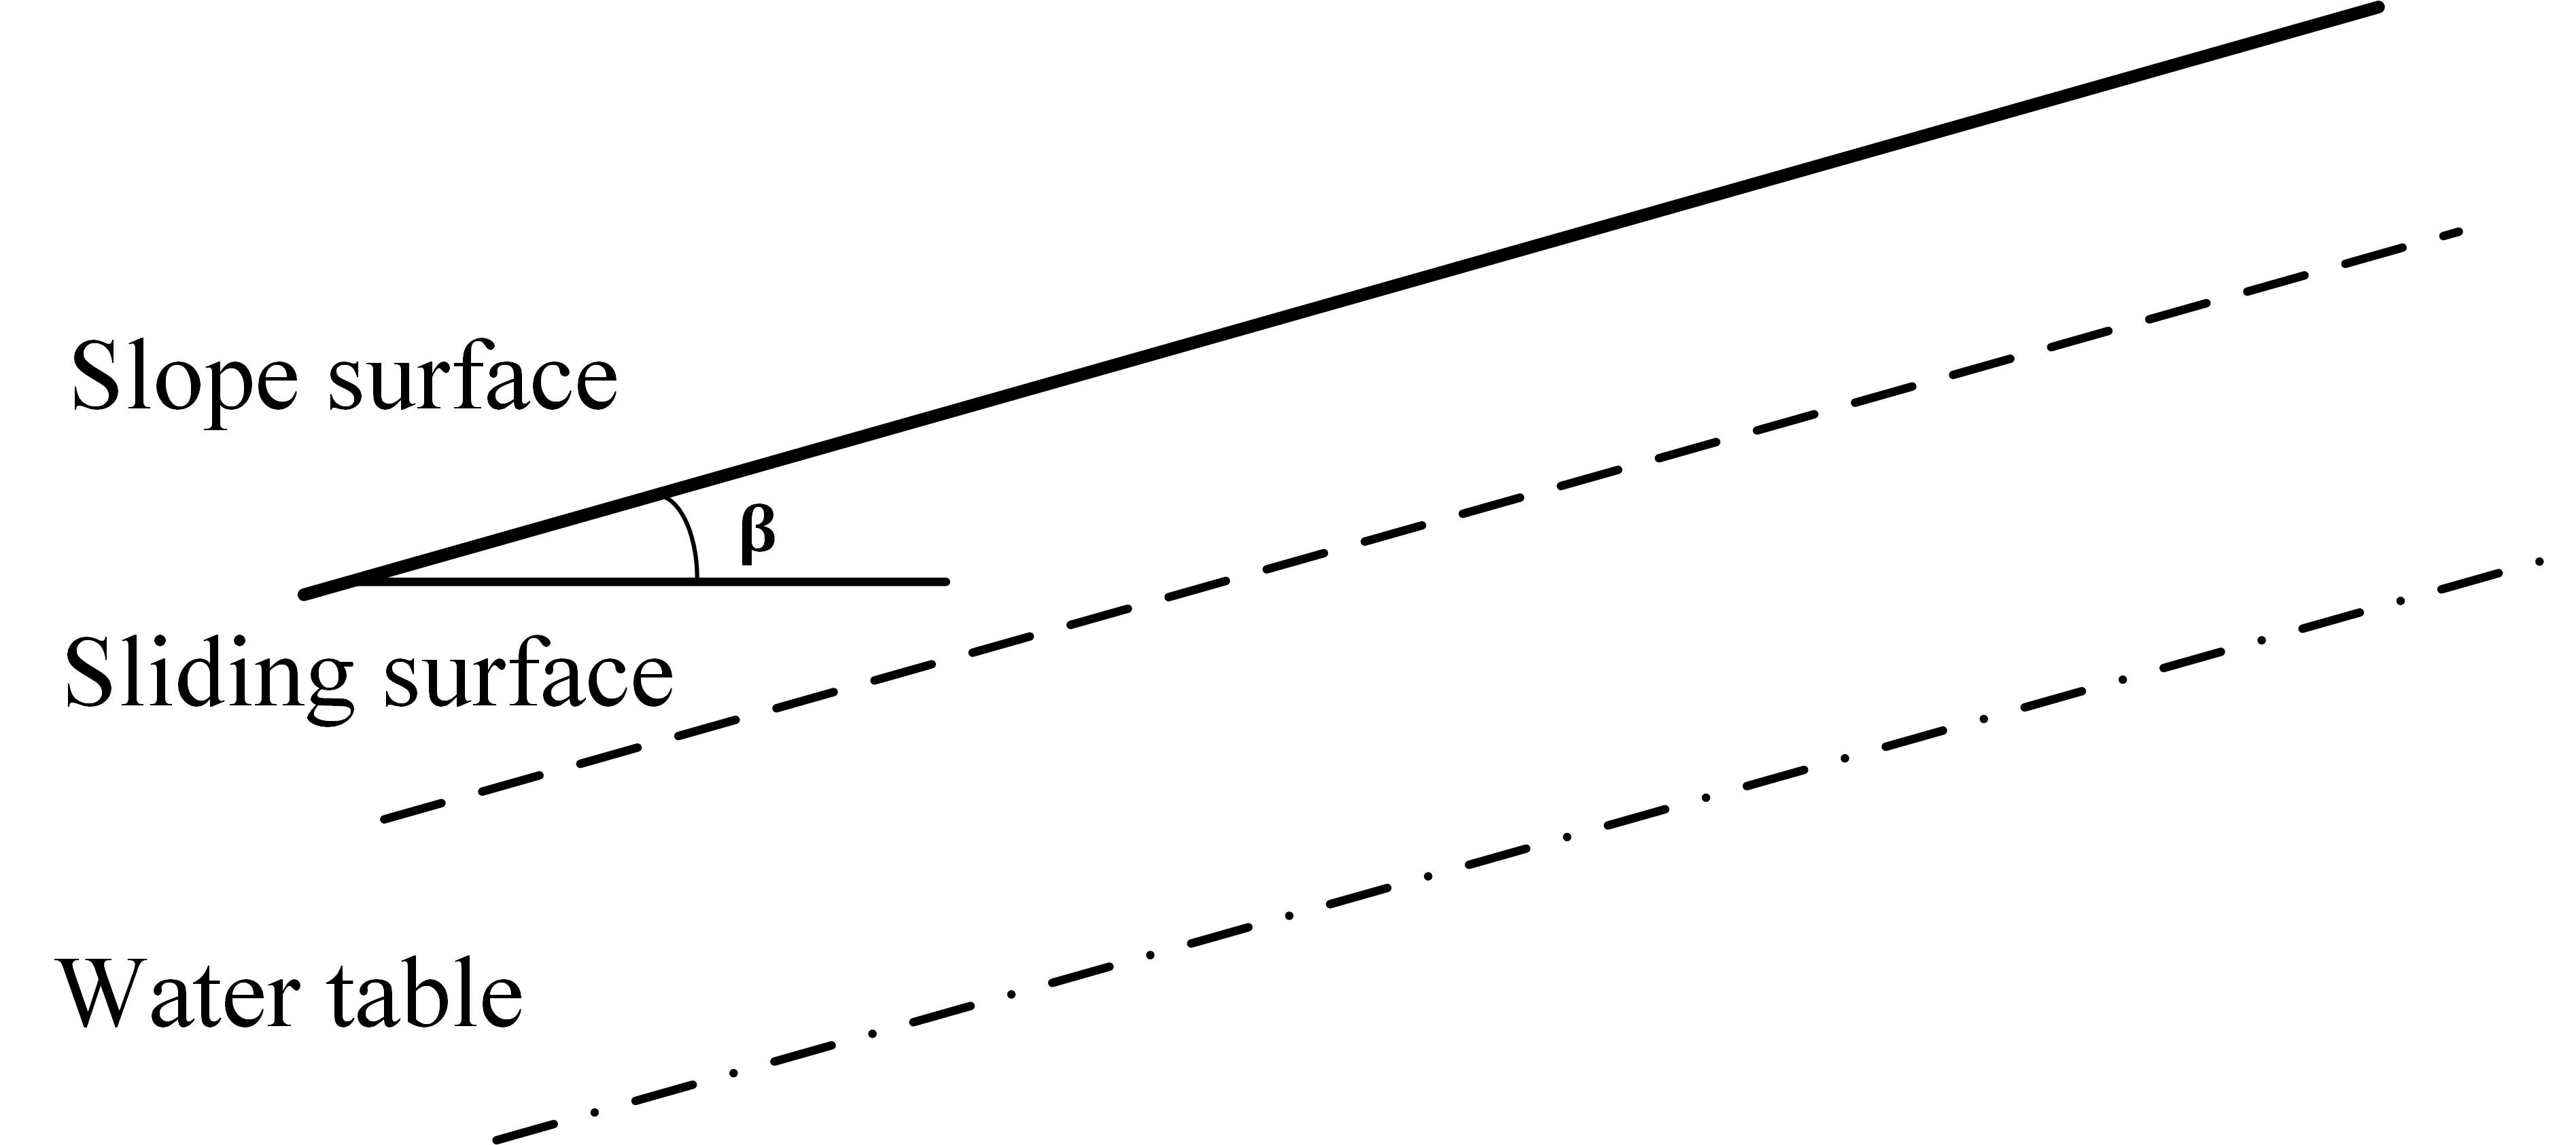 Slope surface
β
Sliding surface
Water table